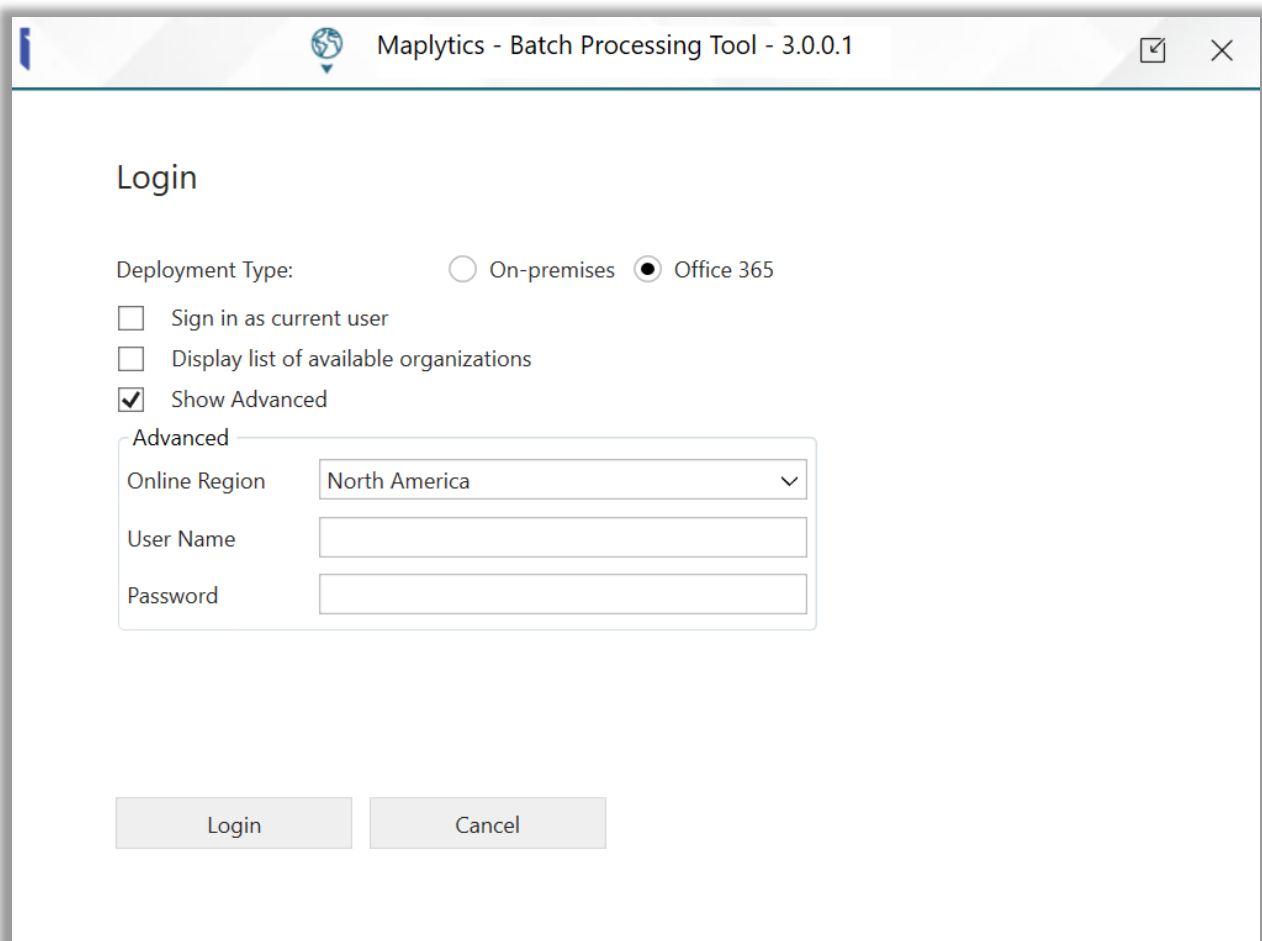 Maplytics - Batch Processing Tool - 3.0.0.1
Login
Deployment Type: On-premises Office 365
Sign in as current user
Display list of available organizations
Show Advanced
Advanced
Online Region North America
User Name
Password
Login Cancel